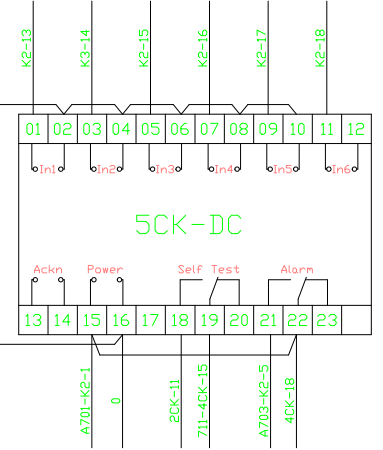 K2-13 K3-14 K2-15 K2-16 K2-17 K2-18
01 02 03 04 05 06 07 08 09 10 11 12
In1 In2 In3 In4 In5 In6
5CK-DC
Ackn Power Self Test Alarm
13 14 15 16 17 18 19 20 21 22 23
A701-K2-1 0 2CK-11 711-4CK-15 A703-K2-5 4CK-18